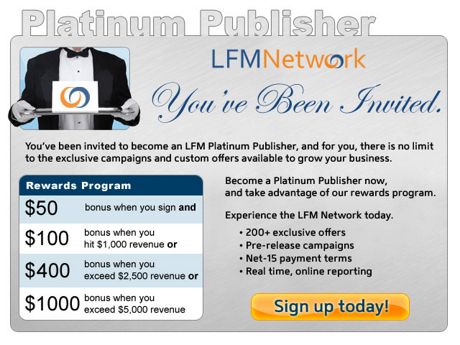 Platinum Publisher
LFMNetwork
You've Been Invited.
You've been invited to become an LFM Platinum Publisher, and for you, there is no limit
to the exclusive campaigns and custom offers available to grow your business.
Rewards Program
$50 bonus when you sign and
$100 bonus when you
hit $1,000 revenue or
$400 bonus when you
exceed $2,500 revenue or
$1000 bonus when you
exceed $5,000 revenue
Become a Platinum Publisher now,
and take advantage of our rewards program.
Experience the LFM Network today.
• 200+ exclusive offers
• Pre-release campaigns
• Net-15 payment terms
• Real time, online reporting
Sign up today!